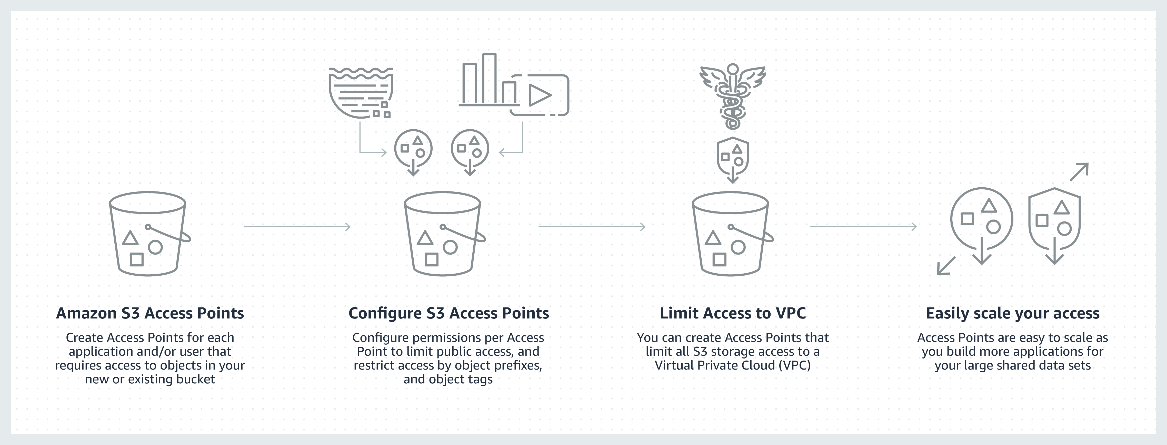 Amazon S3 Access Points
Create Access Points for each
application and/or user that
requires access to objects in your
new or existing bucket
Configure S3 Access Points
Configure permissions per Access
Point to limit public access, and
restrict access by object prefixes,
and object tags
Limit Access to VPC
You can create Access Points that
limit all S3 storage access to a
Virtual Private Cloud (VPC)
Easily scale your access
Access Points are easy to scale as
you build more applications for
your large shared data sets